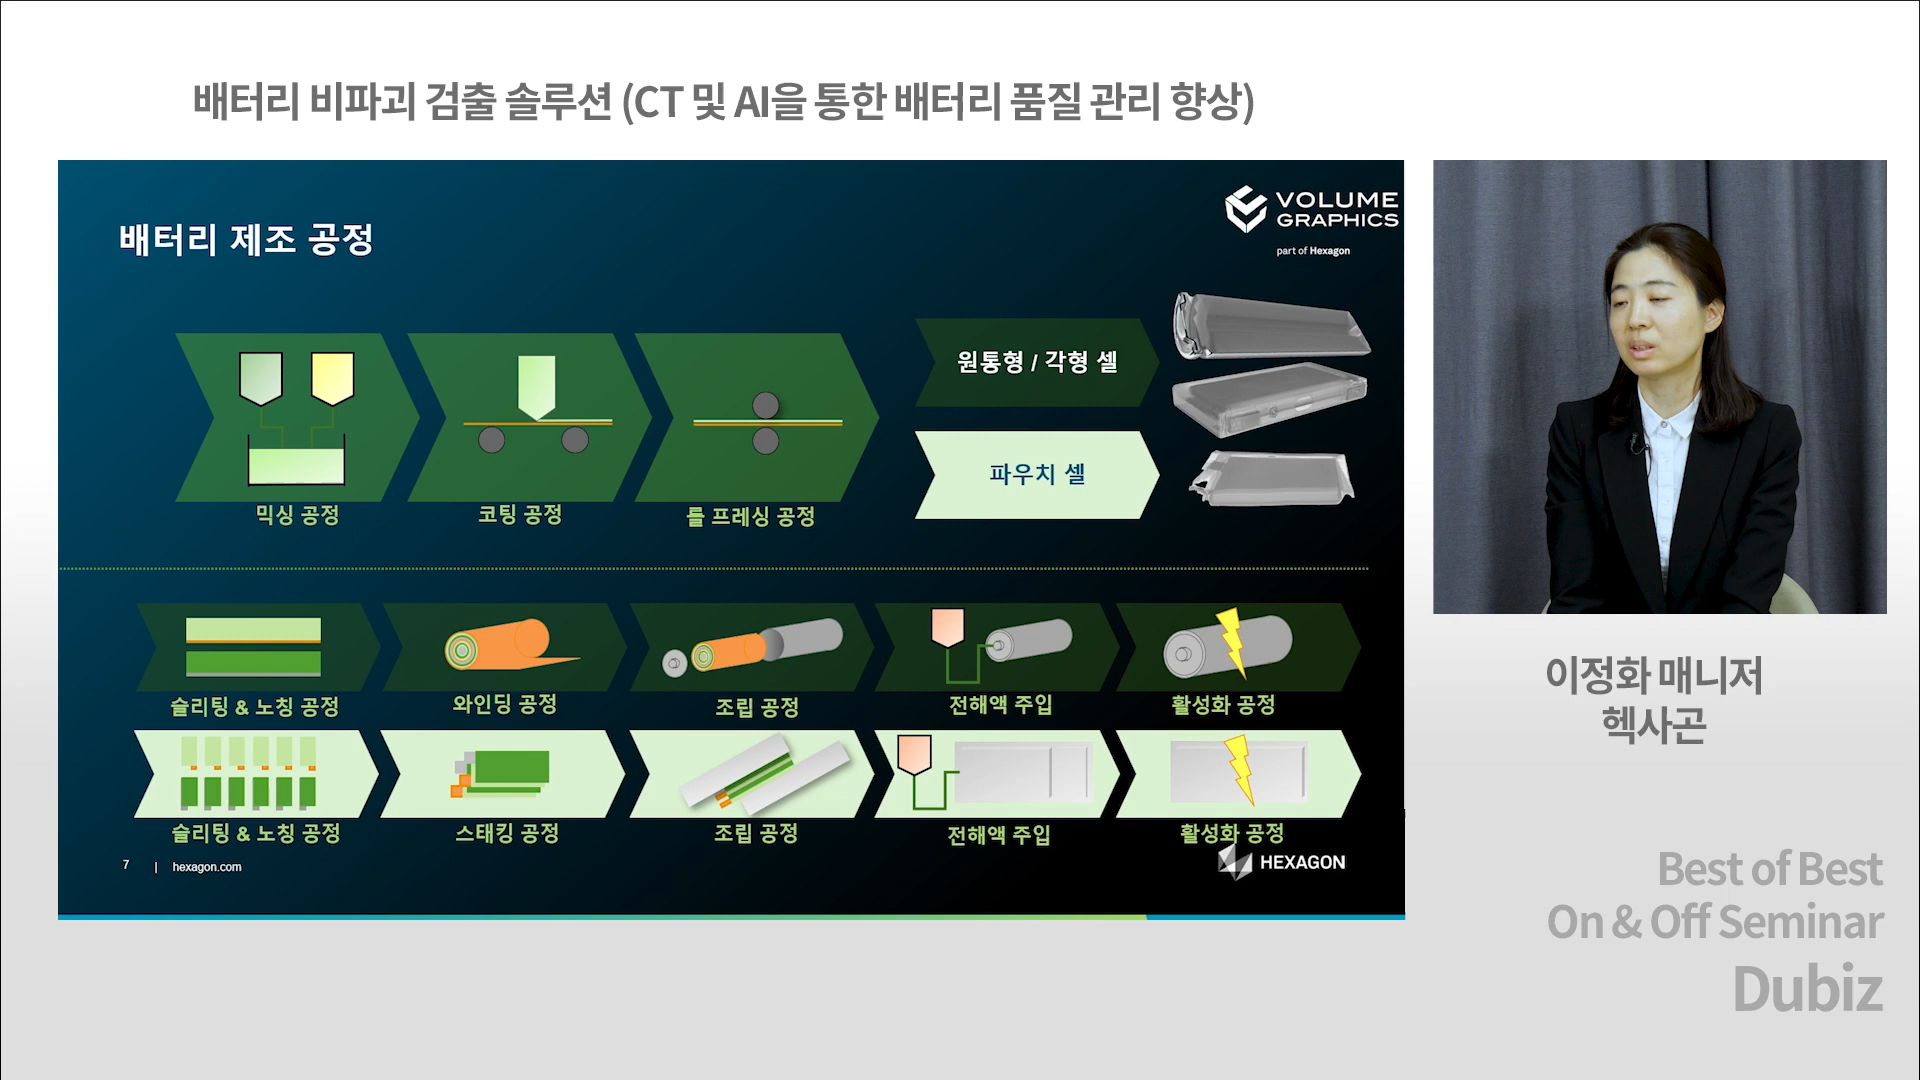 배터리 비파괴 검출 솔루션 (CT 및 AI을 통한 배터리 품질 관리 향상)
VOLUME
GRAPHICS
part of Hexagon
배터리 제조 공정
원통형 / 각형 셀
파우치 셀
믹싱 공정
코팅 공정
롤 프레싱 공정
슬리팅 & 노칭 공정
와인딩 공정
조립 공정
전해액 주입
활성화 공정
슬리팅 & 노칭 공정
스태킹 공정
조립 공정
전해액 주입
활성화 공정
7 | hexagon.com
HEXAGON
이정화 매니저
헥사곤
Best of Best
On & Off Seminar
Dubiz